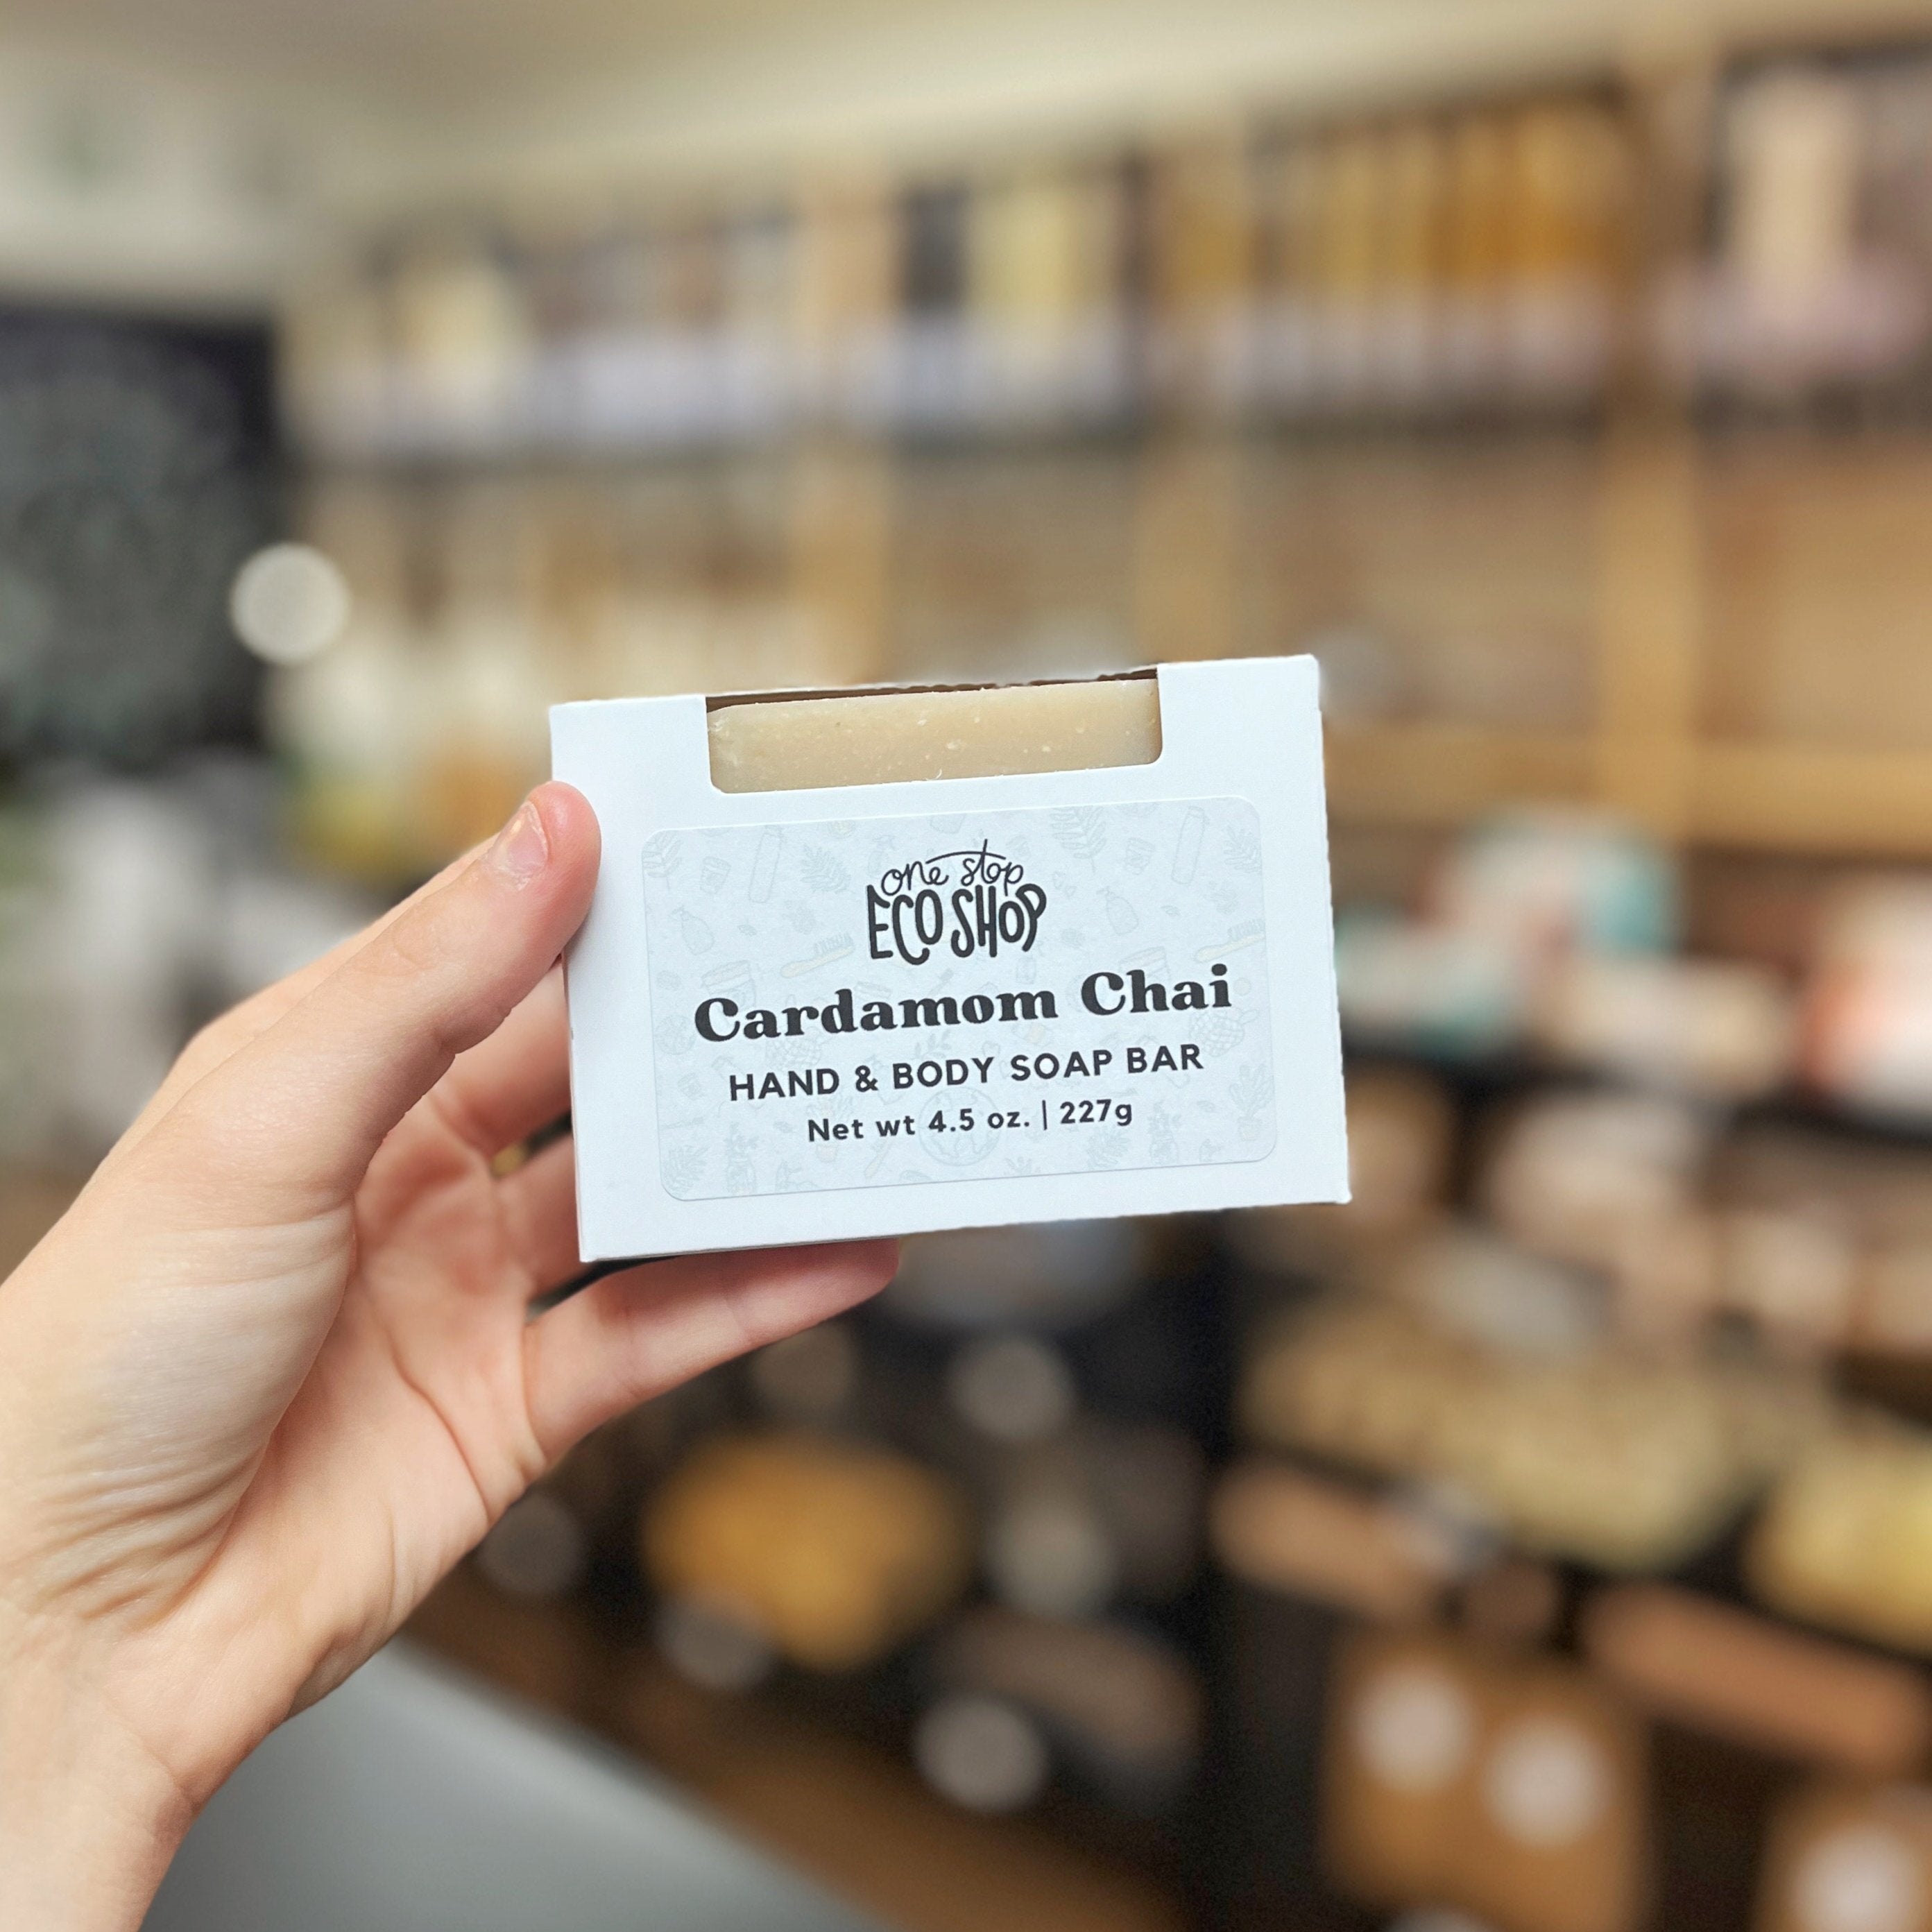 one stop
ECO SHOP
Cardamom Chai
HAND & BODY SOAP BAR
Net wt 4.5 oz. | 227g